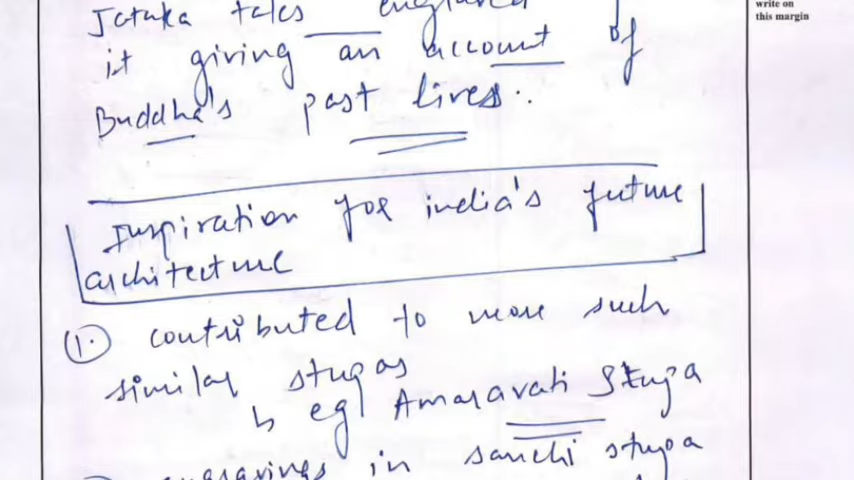 Jataka tales engraved
it giving an account of
Buddha's past lives.
Inspiration for india's future
architecture
1. contributed to more such
similar stupas
↳ eg Amaravati Stupa
engravings in sanchi stupa
write on
this margin